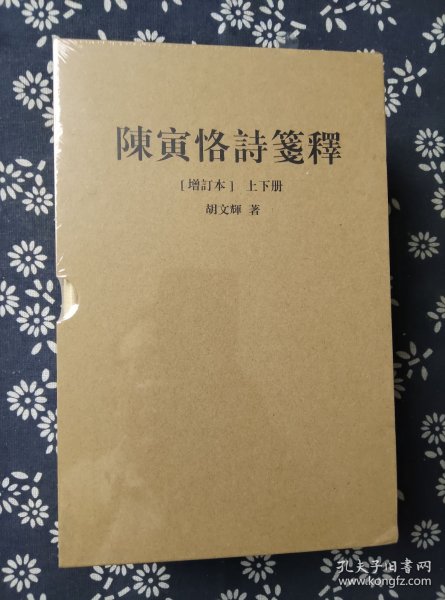 陳寅恪詩箋釋
[增訂本] 上下册
胡文輝 著
孔夫子旧书网
www.kongfz.com